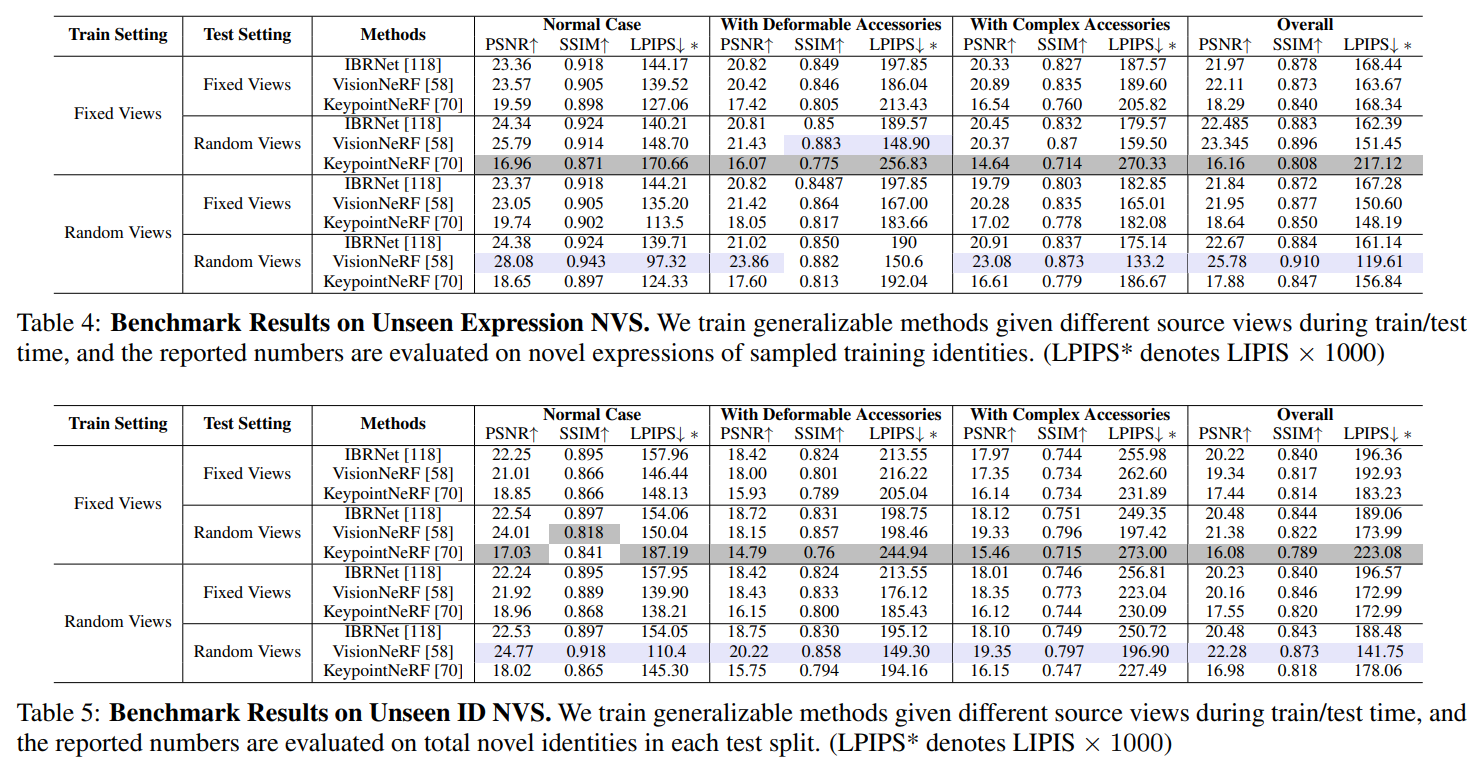 Train Setting Test Setting Methods Normal Case With Deformable Accessories With Complex Accessories Overall
PSNR↑ SSIM↑ LPIPS↓ * PSNR↑ SSIM↑ LPIPS↓ * PSNR↑ SSIM↑ LPIPS↓ * PSNR↑ SSIM↑ LPIPS↓ *
Fixed Views Fixed Views IBRNet [118] 23.36 0.918 144.17 20.82 0.849 197.85 20.33 0.827 187.57 21.97 0.878 168.44
VisionNeRF [58] 23.57 0.905 139.52 20.42 0.846 186.04 20.89 0.835 189.60 22.11 0.873 163.67
KeypointNeRF [70] 19.59 0.898 127.06 17.42 0.805 213.43 16.54 0.760 205.82 18.29 0.840 168.34
Random Views IBRNet [118] 24.34 0.924 140.21 20.81 0.85 189.57 20.45 0.832 179.57 22.485 0.883 162.39
VisionNeRF [58] 25.79 0.914 148.70 21.43 0.883 148.90 20.37 0.87 159.50 23.345 0.896 151.45
KeypointNeRF [70] 16.96 0.871 170.66 16.07 0.775 256.83 14.64 0.714 270.33 16.16 0.808 217.12
Random Views Fixed Views IBRNet [118] 23.37 0.918 144.21 20.82 0.8487 197.85 19.79 0.803 182.85 21.84 0.872 167.28
VisionNeRF [58] 23.05 0.905 135.20 21.42 0.864 167.00 20.28 0.835 165.01 21.95 0.877 150.60
KeypointNeRF [70] 19.74 0.902 113.5 18.05 0.817 183.66 17.02 0.778 182.08 18.64 0.850 148.19
Random Views IBRNet [118] 24.38 0.924 139.71 21.02 0.850 190 20.91 0.837 175.14 22.67 0.884 161.14
VisionNeRF [58] 28.08 0.943 97.32 23.86 0.882 150.6 23.08 0.873 133.2 25.78 0.910 119.61
KeypointNeRF [70] 18.65 0.897 124.33 17.60 0.813 192.04 16.61 0.779 186.67 17.88 0.847 156.84
Table 4: Benchmark Results on Unseen Expression NVS. We train generalizable methods given different source views during train/test
time, and the reported numbers are evaluated on novel expressions of sampled training identities. (LPIPS* denotes LIPIS × 1000)
Train Setting Test Setting Methods Normal Case With Deformable Accessories With Complex Accessories Overall
PSNR↑ SSIM↑ LPIPS↓ * PSNR↑ SSIM↑ LPIPS↓ * PSNR↑ SSIM↑ LPIPS↓ * PSNR↑ SSIM↑ LPIPS↓ *
Fixed Views Fixed Views IBRNet [118] 22.25 0.895 157.96 18.42 0.824 213.55 17.97 0.744 255.98 20.22 0.840 196.36
VisionNeRF [58] 21.01 0.866 146.44 18.00 0.801 216.22 17.35 0.734 262.60 19.34 0.817 192.93
KeypointNeRF [70] 18.85 0.866 148.13 15.93 0.789 205.04 16.14 0.734 231.89 17.44 0.814 183.23
Random Views IBRNet [118] 22.54 0.897 154.06 18.72 0.831 198.75 18.12 0.751 249.35 20.48 0.844 189.06
VisionNeRF [58] 24.01 0.818 150.04 18.15 0.857 198.46 19.33 0.796 197.42 21.38 0.822 173.99
KeypointNeRF [70] 17.03 0.841 187.19 14.79 0.76 244.94 15.46 0.715 273.00 16.08 0.789 223.08
Random Views Fixed Views IBRNet [118] 22.24 0.895 157.95 18.42 0.824 213.55 18.01 0.746 256.81 20.23 0.840 196.57
VisionNeRF [58] 21.92 0.889 139.90 18.43 0.833 176.12 18.35 0.773 223.04 20.16 0.846 172.99
KeypointNeRF [70] 18.96 0.868 138.21 16.15 0.800 185.43 16.12 0.744 230.09 17.55 0.820 172.99
Random Views IBRNet [118] 22.53 0.897 154.05 18.75 0.830 195.12 18.10 0.749 250.72 20.48 0.843 188.48
VisionNeRF [58] 24.77 0.918 110.4 20.22 0.858 149.30 19.35 0.797 196.90 22.28 0.873 141.75
KeypointNeRF [70] 18.02 0.865 145.30 15.75 0.794 194.16 16.15 0.747 227.49 16.98 0.818 178.06
Table 5: Benchmark Results on Unseen ID NVS. We train generalizable methods given different source views during train/test time, and
the reported numbers are evaluated on total novel identities in each test split. (LPIPS* denotes LIPIS × 1000)